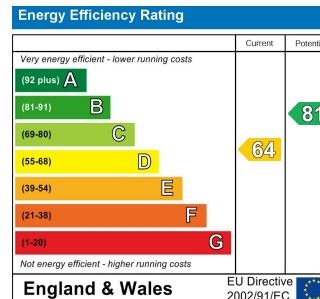 Energy Efficiency Rating
Current Potenti
Very energy efficient - lower running costs
(92 plus) A
(81-91) B
81
(69-80) C
64
(55-68) D
(39-54) E
(21-38) F
(1-20) G
Not energy efficient - higher running costs
England & Wales
EU Directive
2002/91/EC